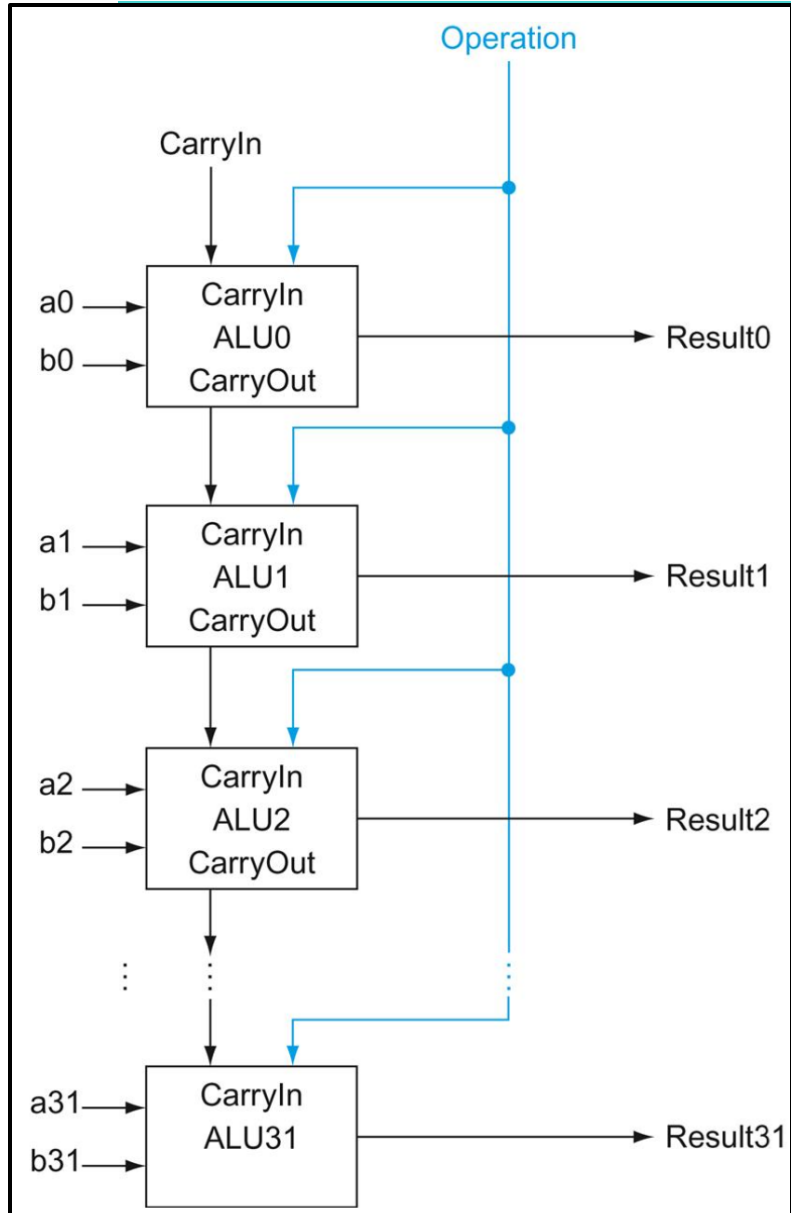 Operation
CarryIn
CarryIn
a0
ALU0
Result0
b0
CarryOut
CarryIn
a1
ALU1
Result1
b1
CarryOut
CarryIn
a2
ALU2
Result2
b2
CarryOut
CarryIn
a31
ALU31
Result31
b31